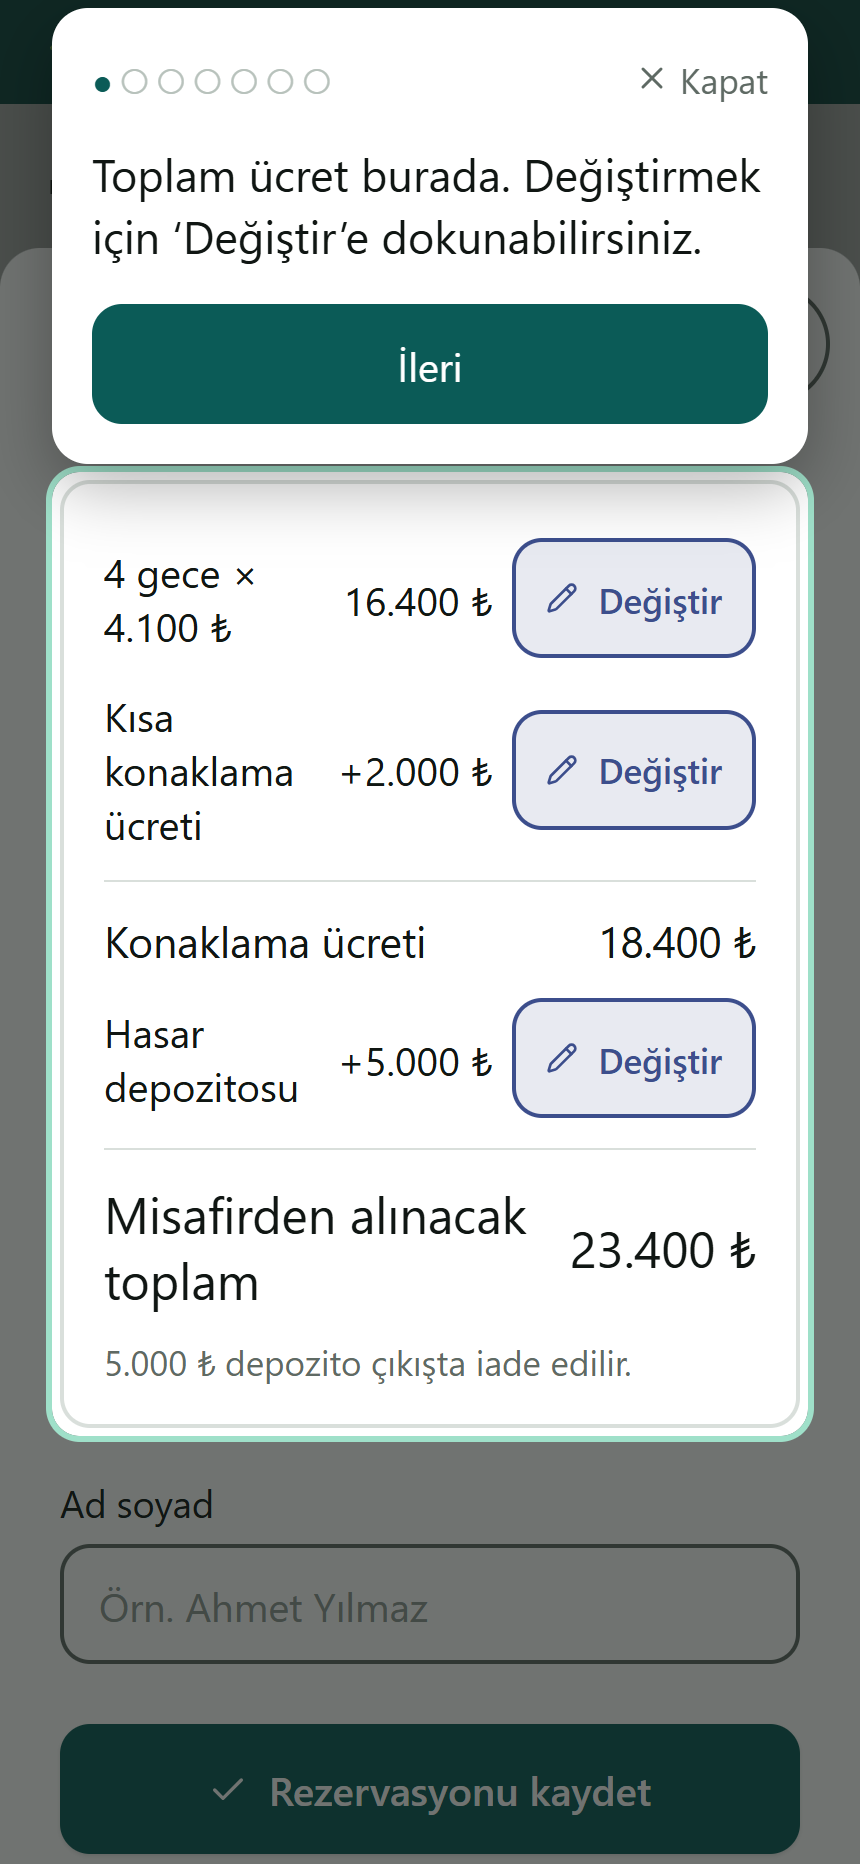 Kapat
Toplam ücret burada. Değiştirmek
için ‘Değiştir’e dokunabilirsiniz.
İleri
4 gece ×
4.100 ₺
16.400 ₺
Değiştir
Kısa
konaklama
ücreti
+2.000 ₺
Değiştir
Konaklama ücreti
18.400 ₺
Hasar
depozitosu
+5.000 ₺
Değiştir
Misafirden alınacak
toplam
23.400 ₺
5.000 ₺ depozito çıkışta iade edilir.
Ad soyad
Örn. Ahmet Yılmaz
Rezervasyonu kaydet